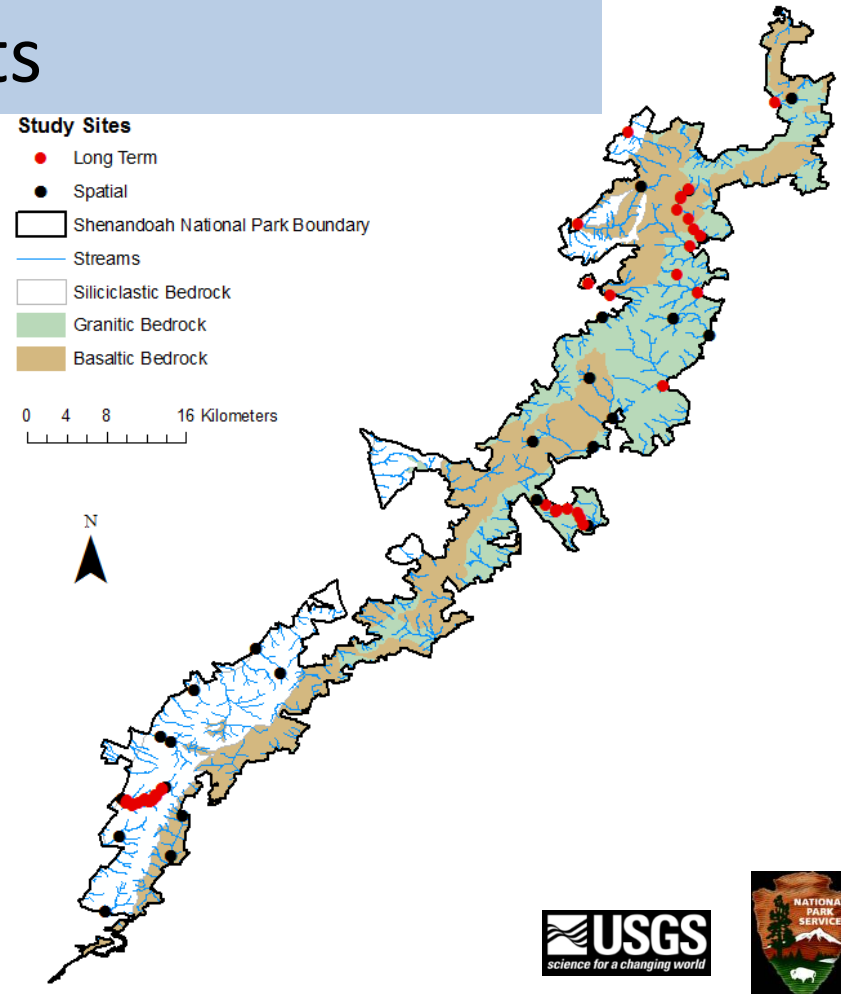 ts
Study Sites
Long Term
Spatial
Shenandoah National Park Boundary
Streams
Siliciclastic Bedrock
Granitic Bedrock
Basaltic Bedrock
0 4 8 16 Kilometers
N
USGS
science for a changing world
NATIONA
PARK
SERVICE